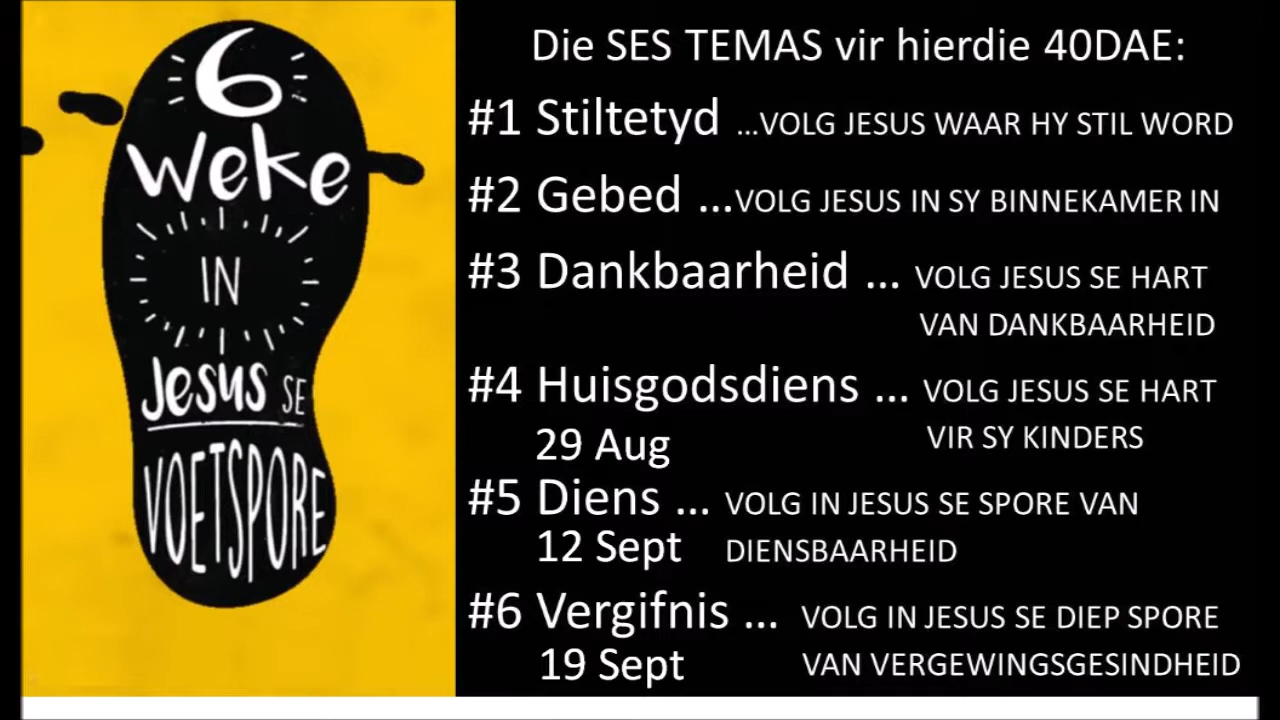 6
Weke
IN
Jesus SE
VOETSPORE
Die SES TEMAS vir hierdie 40DAE:
#1 Stiltetyd ...VOLG JESUS WAAR HY STIL WORD
#2 Gebed ...VOLG JESUS IN SY BINNEKAMER IN
#3 Dankbaarheid ... VOLG JESUS SE HART
VAN DANKBAARHEID
#4 Huisgodsdiens ... VOLG JESUS SE HART
29 Aug VIR SY KINDERS
#5 Diens ... VOLG IN JESUS SE SPORE VAN
12 Sept DIENSBAARHEID
#6 Vergifnis ... VOLG IN JESUS SE DIEP SPORE
19 Sept VAN VERGEWINGSGESINDHEID